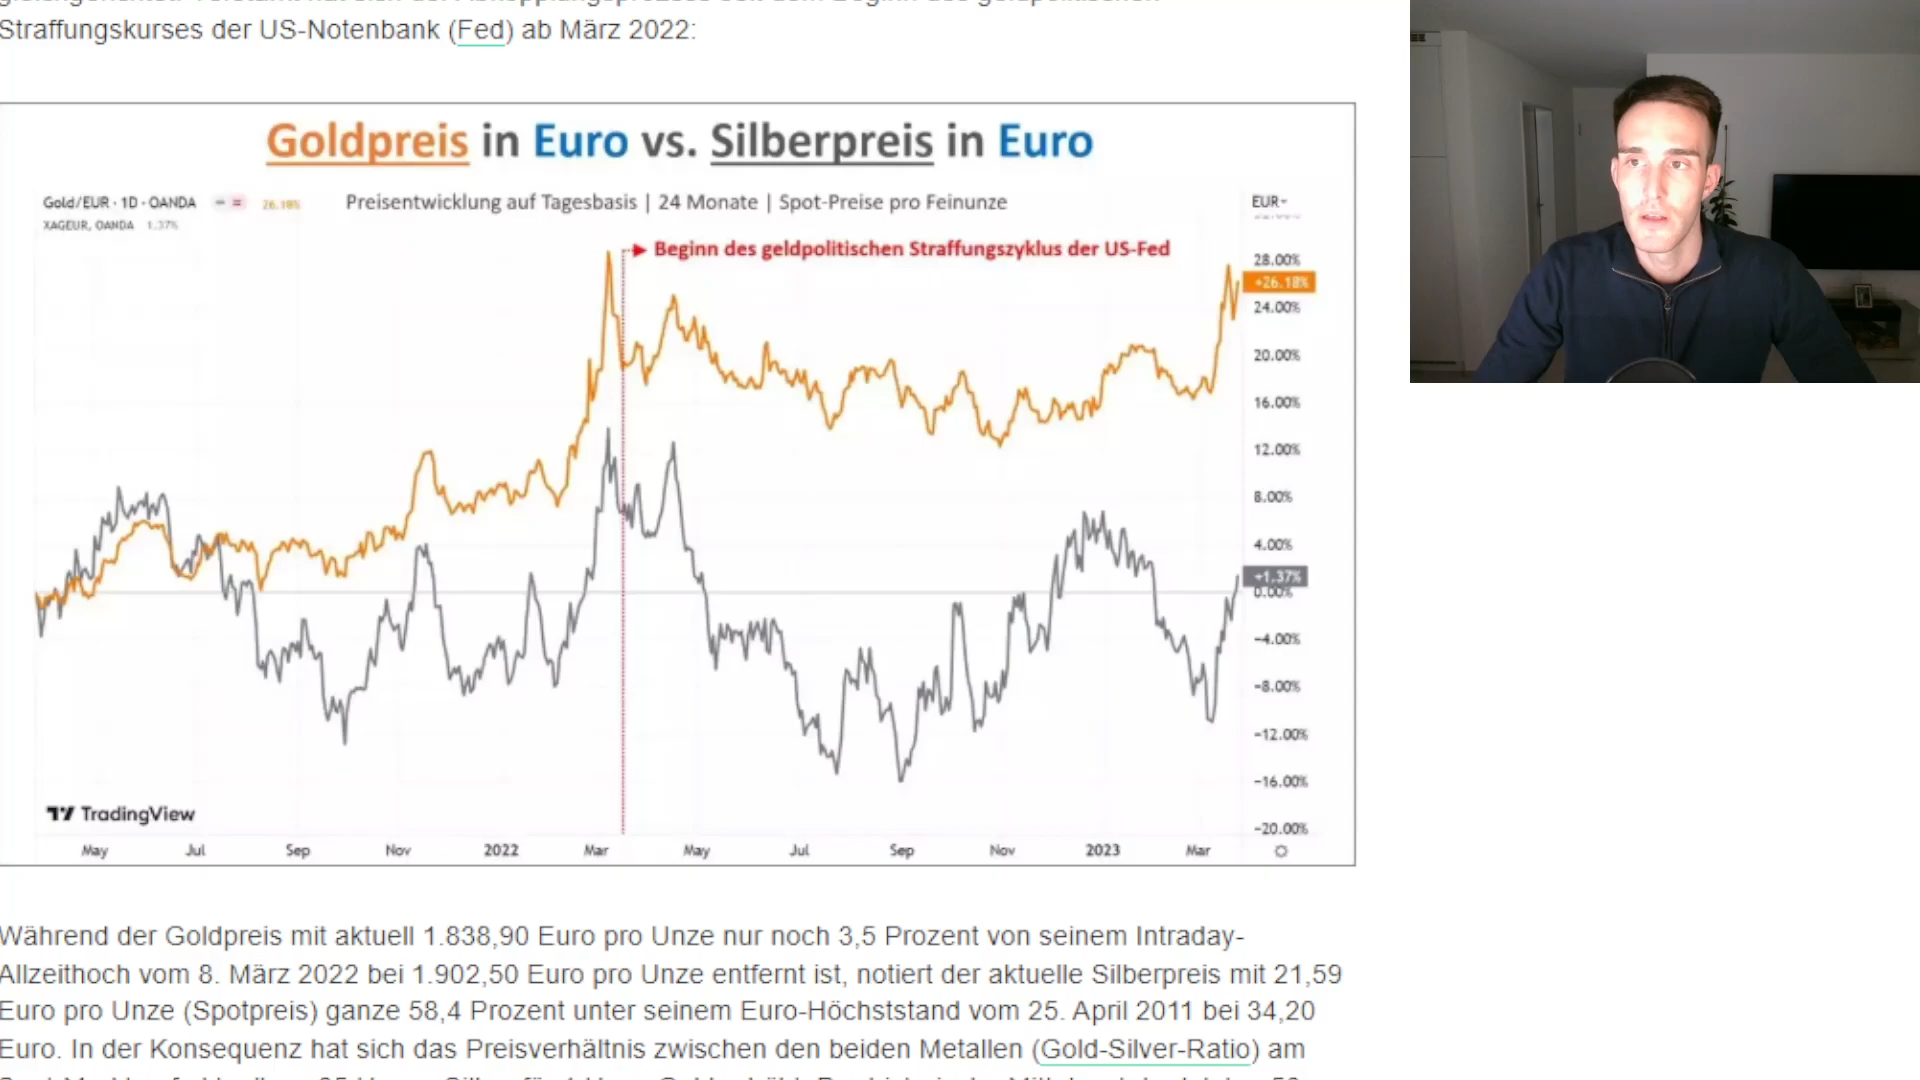 Straffungskurses der US-Notenbank (Fed) ab März 2022:
Goldpreis in Euro vs. Silberpreis in Euro
Gold/EUR · 1D · OANDA 26.18%
XAGEUR, OANDA 1.37%
Preisentwicklung auf Tagesbasis | 24 Monate | Spot-Preise pro Feinunze
EUR
Beginn des geldpolitischen Straffungszyklus der US-Fed
28.00%
+26.18%
24.00%
20.00%
16.00%
12.00%
8.00%
4.00%
+1.37%
0.00%
−4.00%
−8.00%
−12.00%
−16.00%
−20.00%
TradingView
May Jul Sep Nov 2022 Mar May Jul Sep Nov 2023 Mar
Während der Goldpreis mit aktuell 1.838,90 Euro pro Unze nur noch 3,5 Prozent von seinem Intraday-
Allzeithoch vom 8. März 2022 bei 1.902,50 Euro pro Unze entfernt ist, notiert der aktuelle Silberpreis mit 21,59
Euro pro Unze (Spotpreis) ganze 58,4 Prozent unter seinem Euro-Höchststand vom 25. April 2011 bei 34,20
Euro. In der Konsequenz hat sich das Preisverhältnis zwischen den beiden Metallen (Gold-Silver-Ratio) am